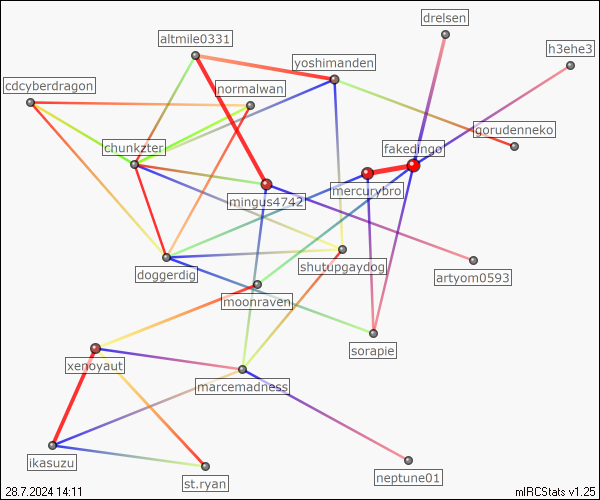 drelsen
altmile0331
h3ehe3
yoshimanden
cdcyberdragon
normalwan
gorudenneko
chunkzter
fakedingo
mercurybro
mingus4742
shutupgaydog
doggerdig
artyom0593
moonraven
sorapie
xenoyaut
marcemadness
ikasuzu
neptune01
st.ryan
28.7.2024 14:11
mIRCStats v1.25